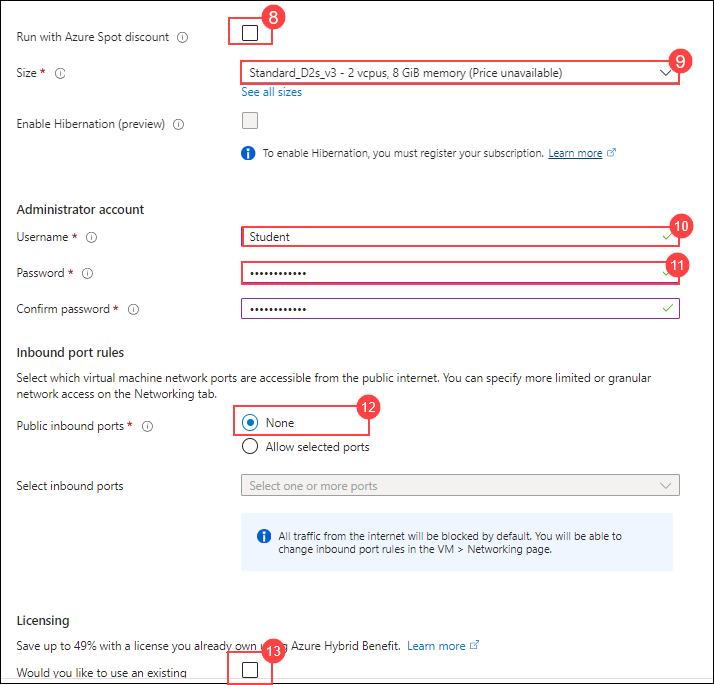 8
Run with Azure Spot discount
9
Size *
Standard_D2s_v3 - 2 vcpus, 8 GiB memory (Price unavailable)
See all sizes
Enable Hibernation (preview)
To enable Hibernation, you must register your subscription. Learn more
Administrator account
10
Username *
Student
11
Password *
••••••••••••
Confirm password *
••••••••••••
Inbound port rules
Select which virtual machine network ports are accessible from the public internet. You can specify more limited or granular
network access on the Networking tab.
12
Public inbound ports *
None
Allow selected ports
Select inbound ports
Select one or more ports
All traffic from the internet will be blocked by default. You will be able to
change inbound port rules in the VM > Networking page.
Licensing
Save up to 49% with a license you already own Azure Hybrid Benefit. Learn more
13
Would you like to use an existing